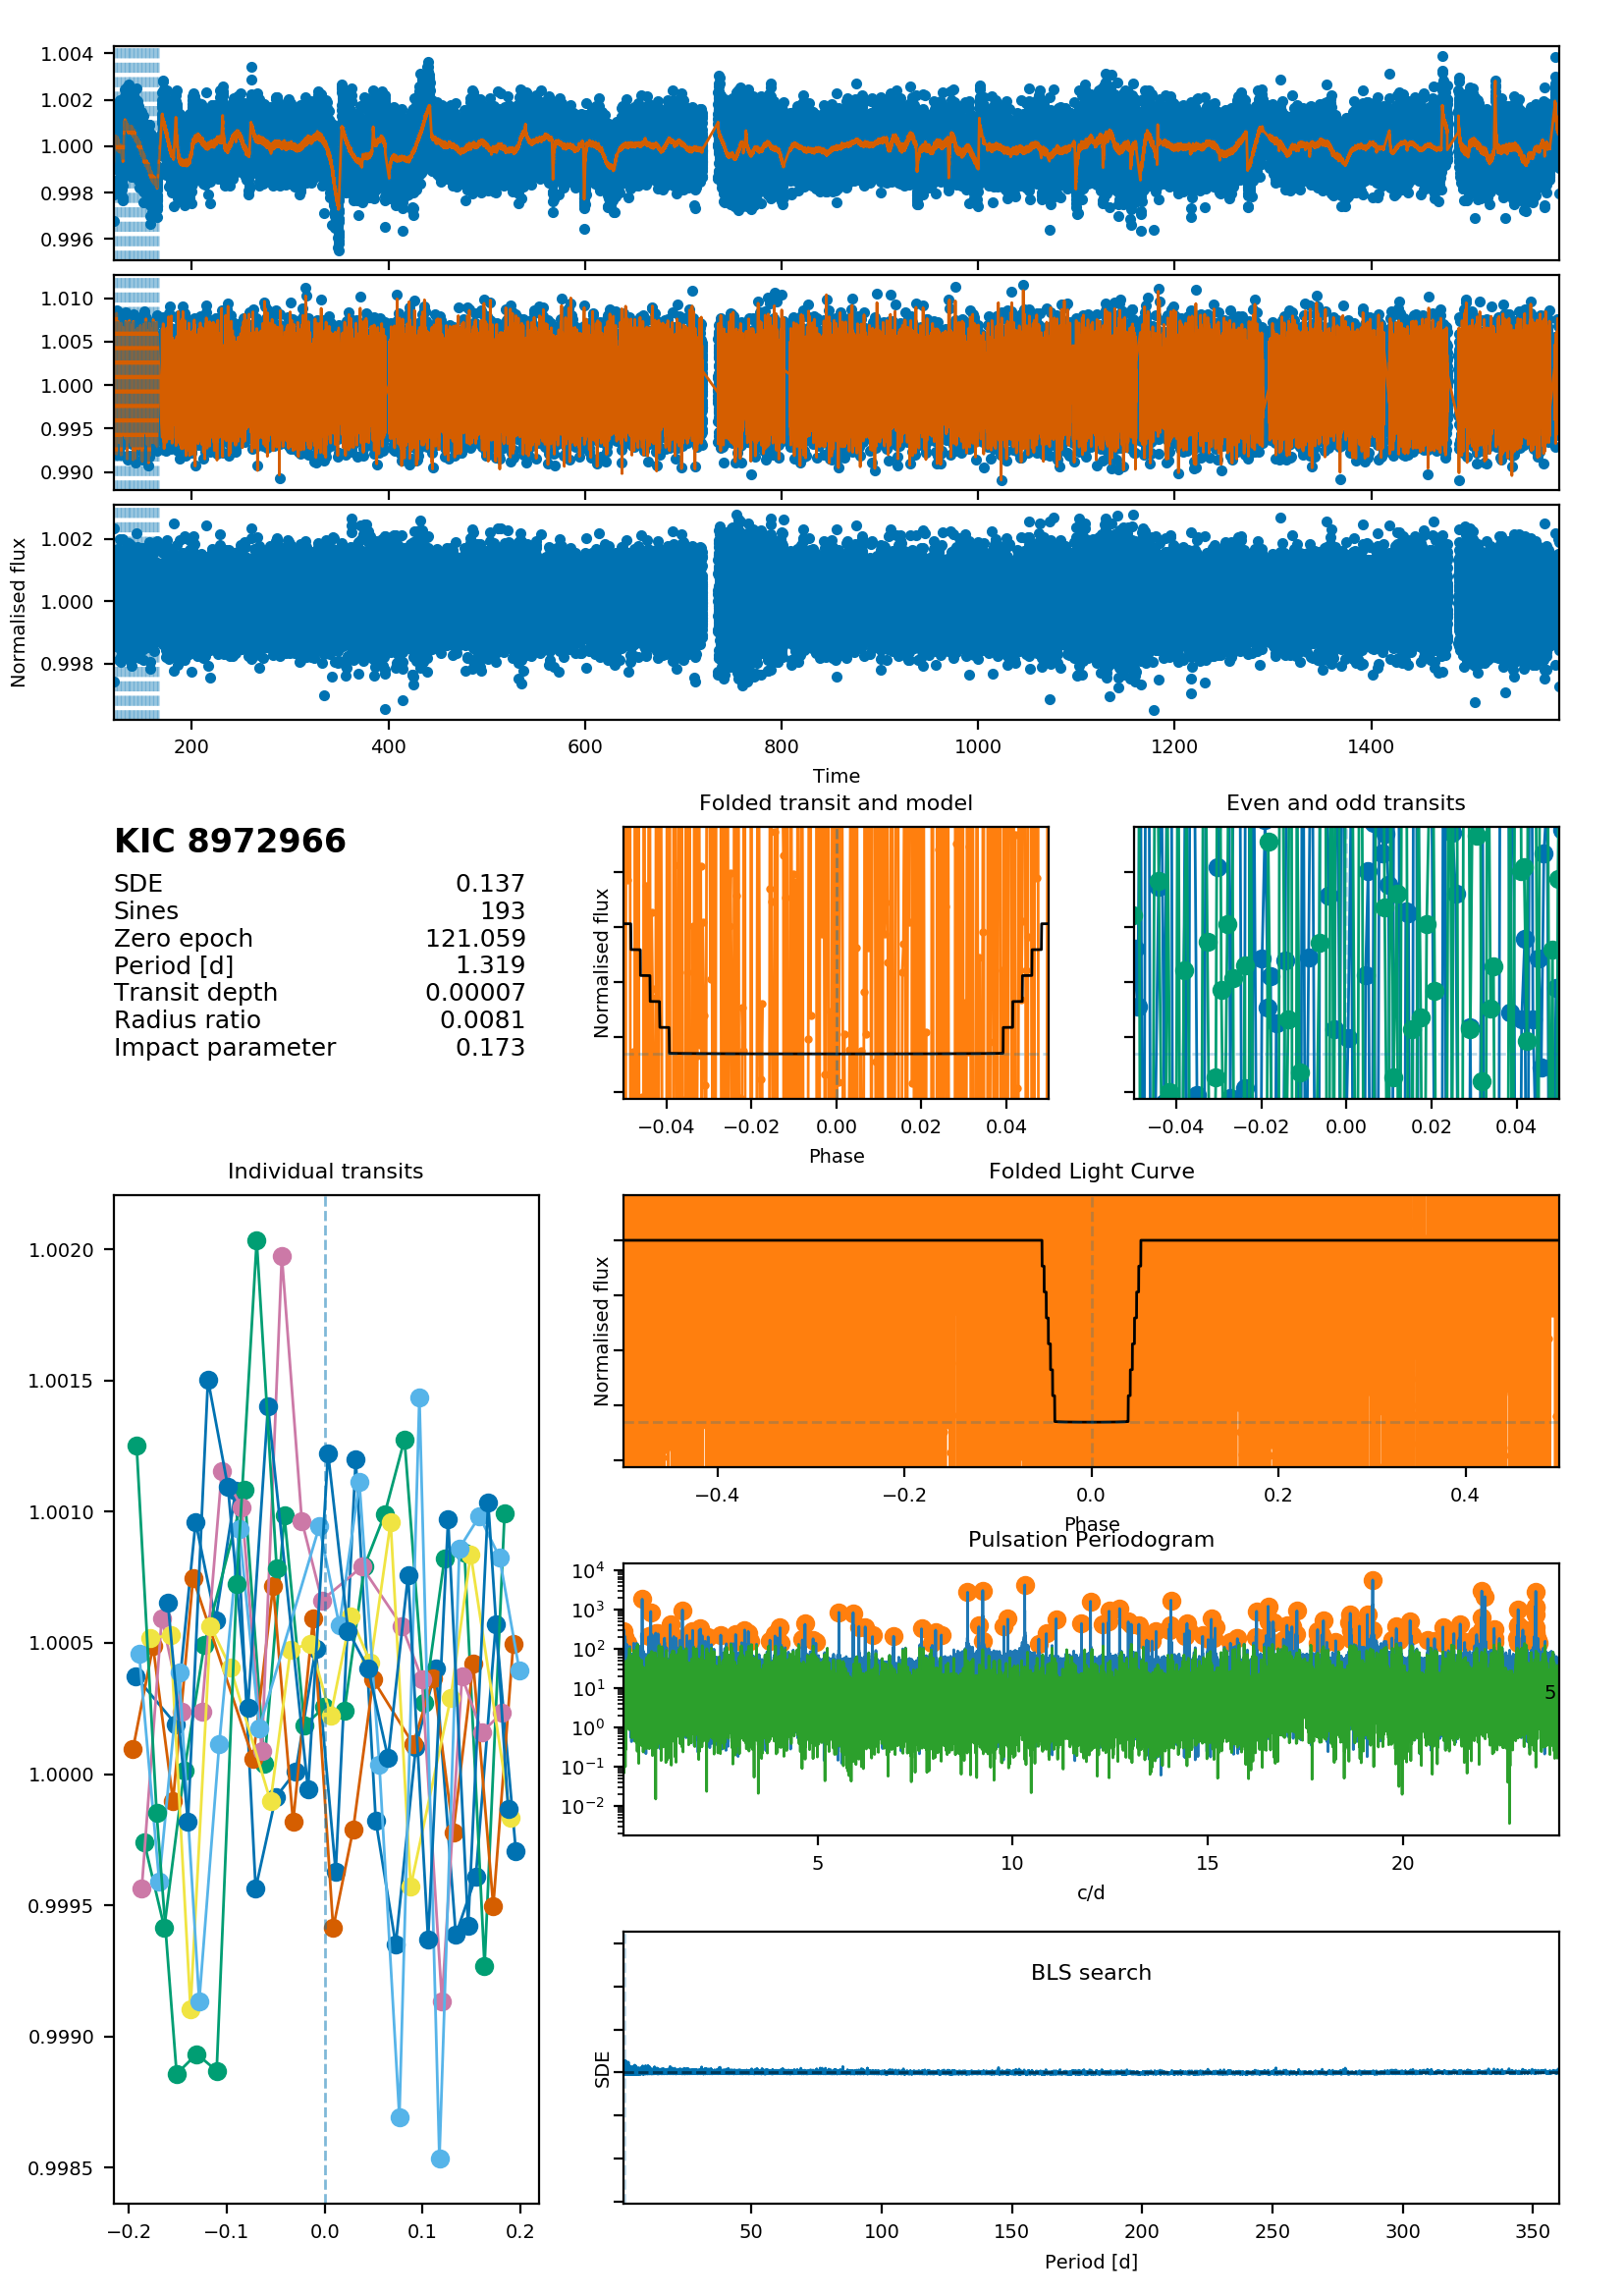 1.004
1.002
1.000
0.998
0.996
1.010
1.005
1.000
0.995
0.990
1.002
1.000
0.998
Normalised flux
200 400 600 800 1000 1200 1400
Time
KIC 8972966
SDE 0.137
Sines 193
Zero epoch 121.059
Period [d] 1.319
Transit depth 0.00007
Radius ratio 0.0081
Impact parameter 0.173
Folded transit and model
Normalised flux
−0.04 −0.02 0.00 0.02 0.04
Phase
Even and odd transits
−0.04 −0.02 0.00 0.02 0.04
Individual transits
1.0020
1.0015
1.0010
1.0005
1.0000
0.9995
0.9990
0.9985
−0.2 −0.1 0.0 0.1 0.2
Folded Light Curve
Normalised flux
−0.4 −0.2 0.0 0.2 0.4
Phase
Pulsation Periodogram
10⁴
10³
10²
10¹
10⁰
10⁻¹
10⁻²
5
5 10 15 20
c/d
BLS search
SDE
50 100 150 200 250 300 350
Period [d]